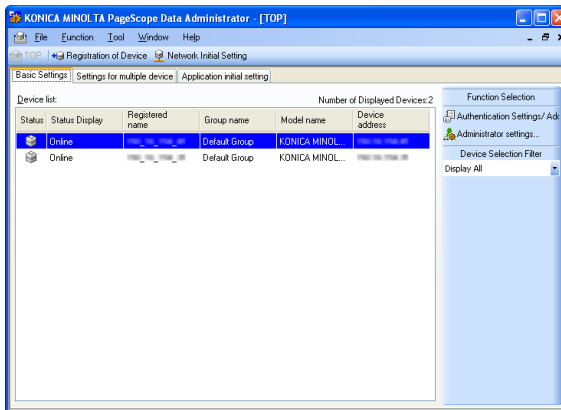 KONICA MINOLTA PageScope Data Administrator - [TOP]
File Function Tool Window Help
TOP Registration of Device Network Initial Setting
Basic Settings Settings for multiple device Application initial setting
Device list: Number of Displayed Devices:2
Status Status Display Registered name Group name Model name Device address
Online Default Group KONICA MINOL...
Online Default Group KONICA MINOL...
Function Selection
Authentication Settings/ Add
Administrator settings...
Device Selection Filter
Display All